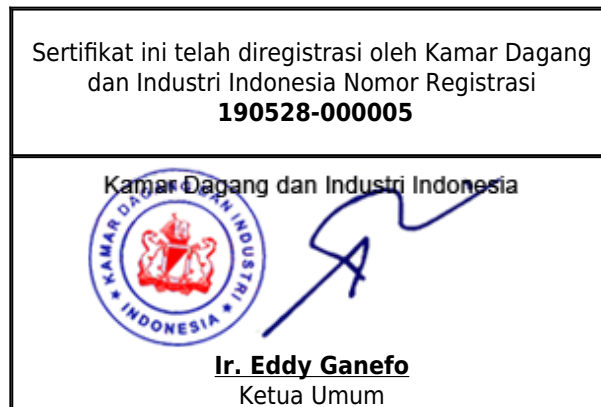 Sertifikat ini telah diregistrasi oleh Kamar Dagang
dan Industri Indonesia Nomor Registrasi
190528-000005
Kamar Dagang dan Industri Indonesia
KAMAR DAGANG DAN INDUSTRI
INDONESIA
Ir. Eddy Ganefo
Ketua Umum